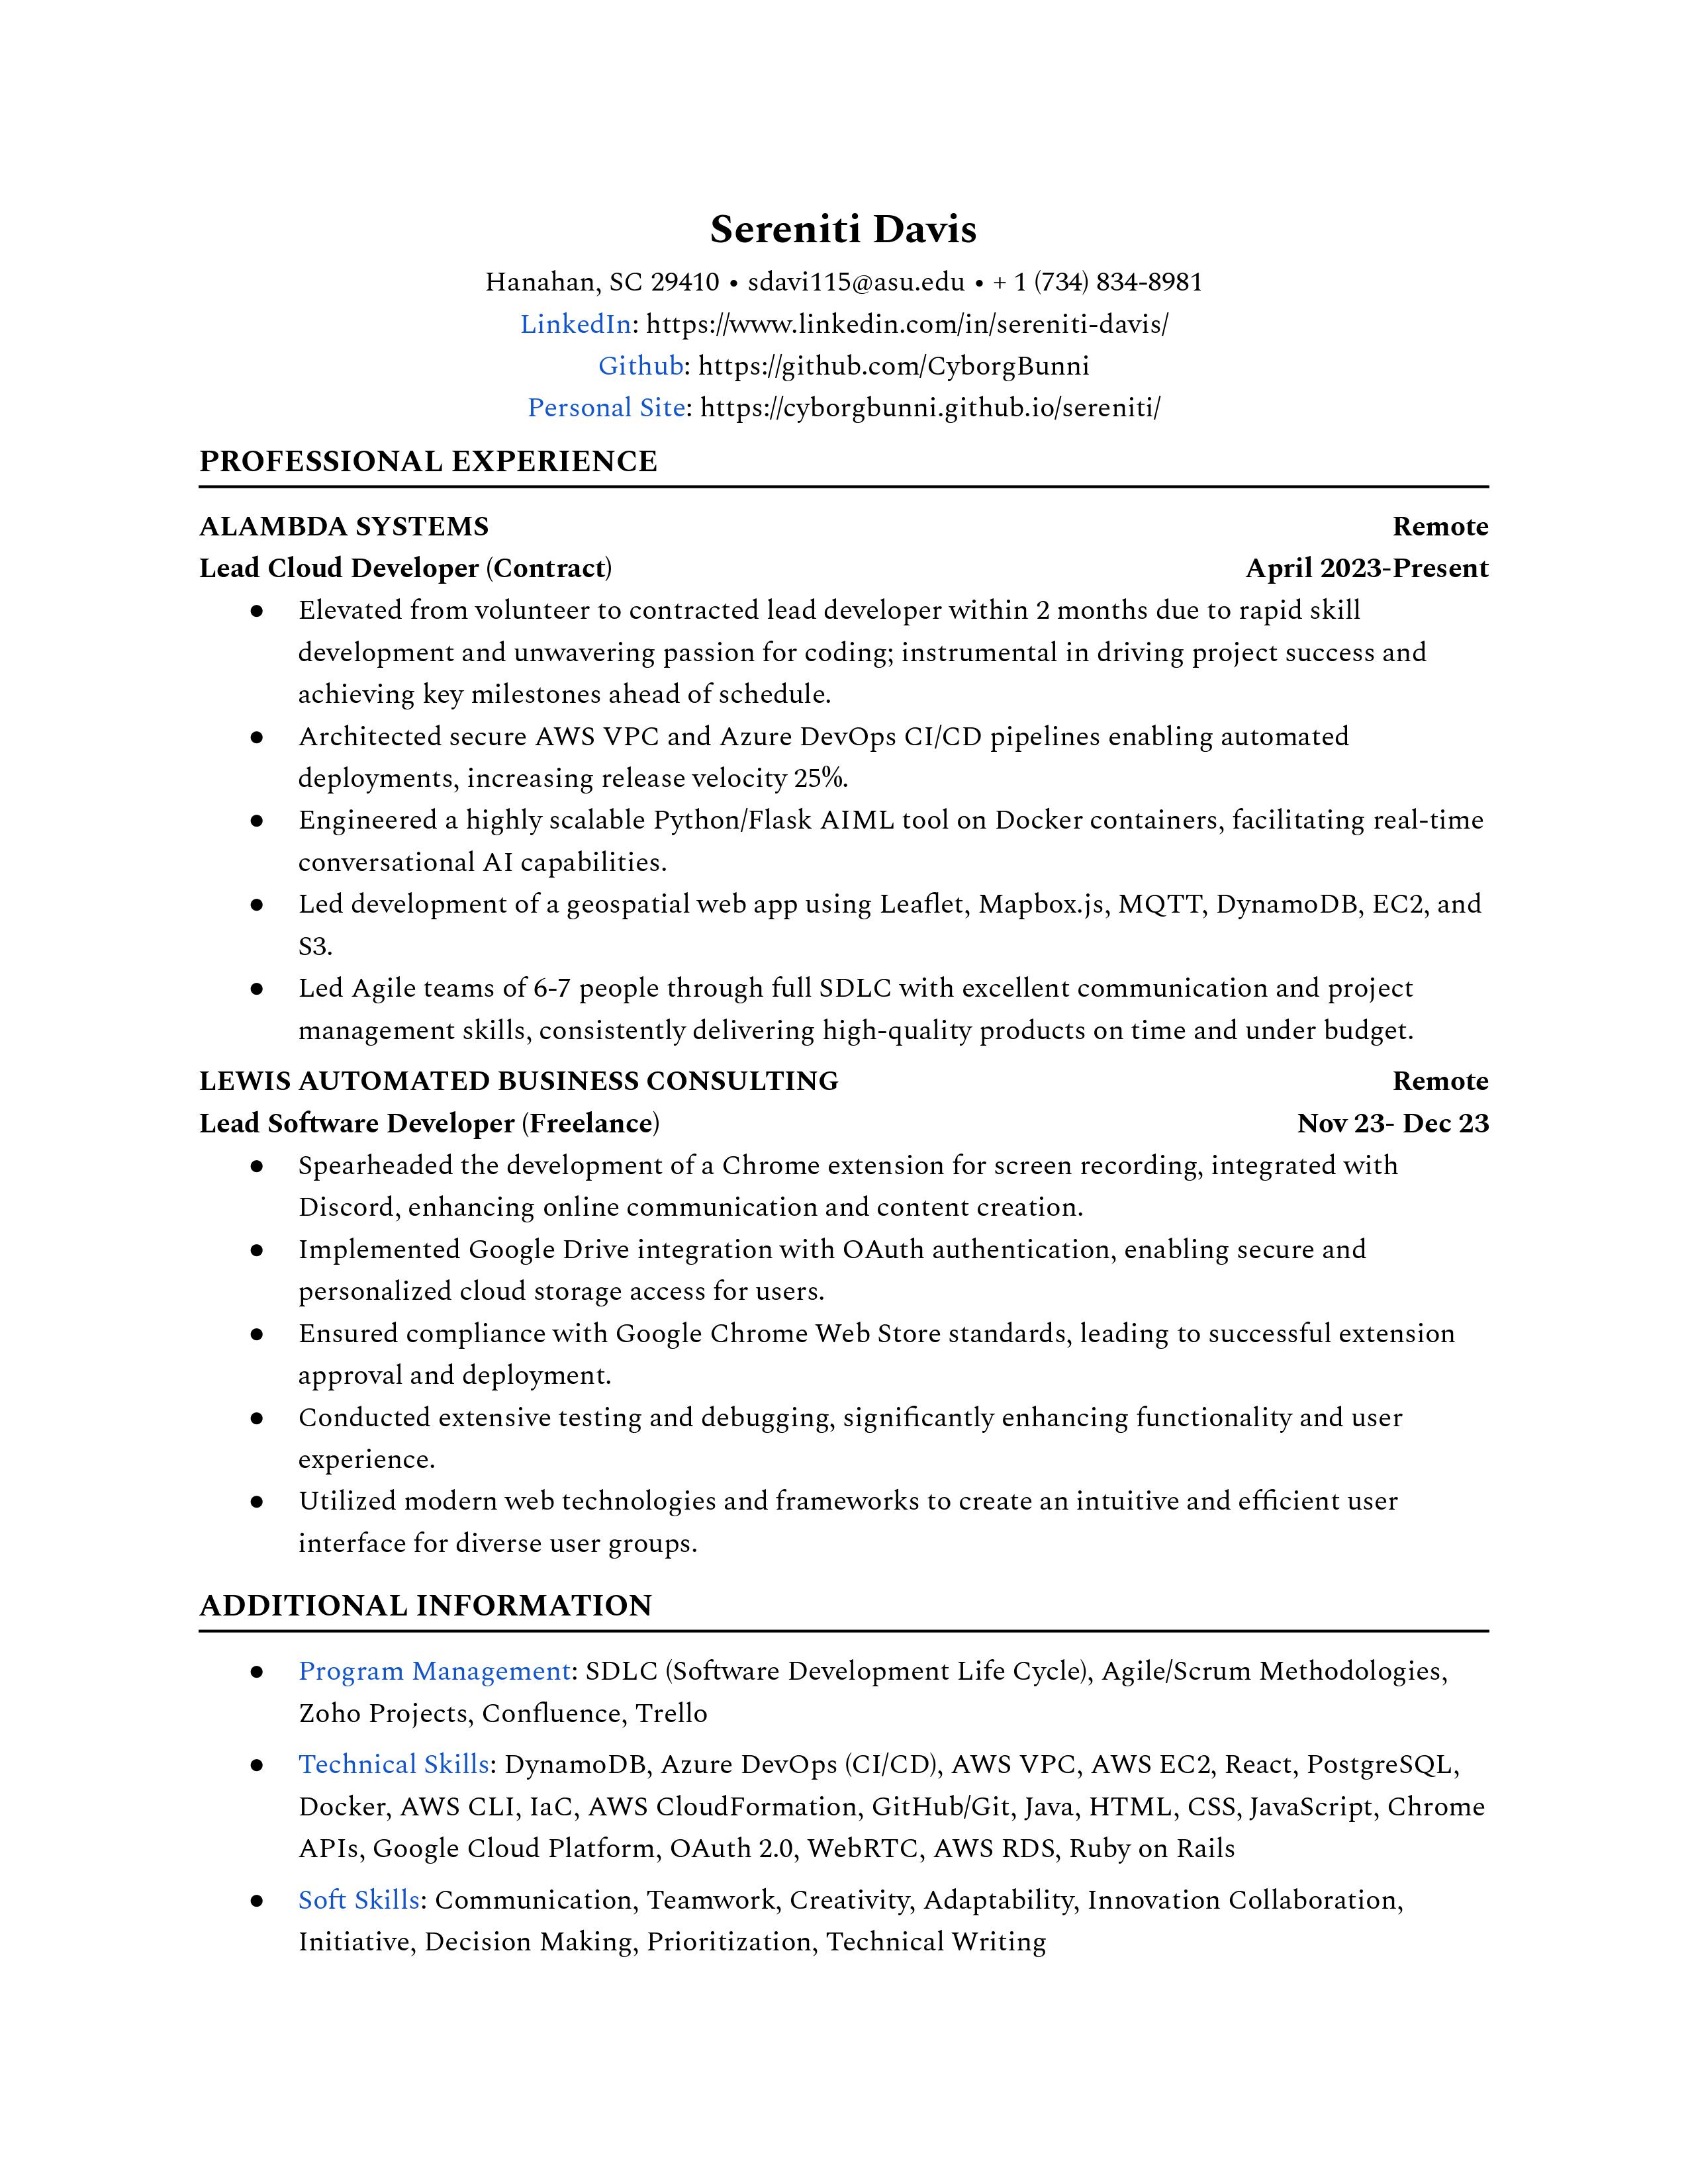 Sereniti Davis
Hanahan, SC 29410 • sdavi115@asu.edu • + 1 (734) 834-8981
LinkedIn: https://www.linkedin.com/in/sereniti-davis/
Github: https://github.com/CyborgBunni
Personal Site: https://cyborgbunni.github.io/sereniti/
PROFESSIONAL EXPERIENCE
ALAMBDA SYSTEMS Remote
Lead Cloud Developer (Contract) April 2023-Present
● Elevated from volunteer to contracted lead developer within 2 months due to rapid skill
development and unwavering passion for coding; instrumental in driving project success and
achieving key milestones ahead of schedule.
● Architected secure AWS VPC and Azure DevOps CI/CD pipelines enabling automated
deployments, increasing release velocity 25%.
● Engineered a highly scalable Python/Flask AIML tool on Docker containers, facilitating real-time
conversational AI capabilities.
● Led development of a geospatial web app using Leaflet, Mapbox.js, MQTT, DynamoDB, EC2, and
S3.
● Led Agile teams of 6-7 people through full SDLC with excellent communication and project
management skills, consistently delivering high-quality products on time and under budget.
LEWIS AUTOMATED BUSINESS CONSULTING Remote
Lead Software Developer (Freelance) Nov 23- Dec 23
● Spearheaded the development of a Chrome extension for screen recording, integrated with
Discord, enhancing online communication and content creation.
● Implemented Google Drive integration with OAuth authentication, enabling secure and
personalized cloud storage access for users.
● Ensured compliance with Google Chrome Web Store standards, leading to successful extension
approval and deployment.
● Conducted extensive testing and debugging, significantly enhancing functionality and user
experience.
● Utilized modern web technologies and frameworks to create an intuitive and efficient user
interface for diverse user groups.
ADDITIONAL INFORMATION
● Program Management: SDLC (Software Development Life Cycle), Agile/Scrum Methodologies,
Zoho Projects, Confluence, Trello
● Technical Skills: DynamoDB, Azure DevOps (CI/CD), AWS VPC, AWS EC2, React, PostgreSQL,
Docker, AWS CLI, IaC, AWS CloudFormation, GitHub/Git, Java, HTML, CSS, JavaScript, Chrome
APIs, Google Cloud Platform, OAuth 2.0, WebRTC, AWS RDS, Ruby on Rails
● Soft Skills: Communication, Teamwork, Creativity, Adaptability, Innovation Collaboration,
Initiative, Decision Making, Prioritization, Technical Writing